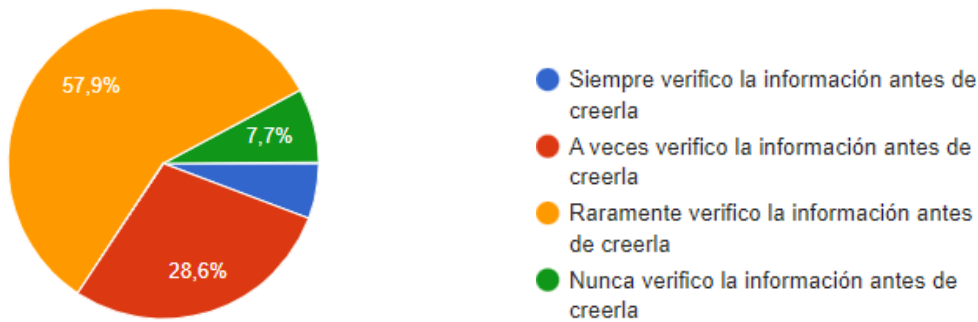 57,9%
7,7%
28,6%
Siempre verifico la información antes de
creerla
A veces verifico la información antes de
creerla
Raramente verifico la información antes
de creerla
Nunca verifico la información antes de
creerla